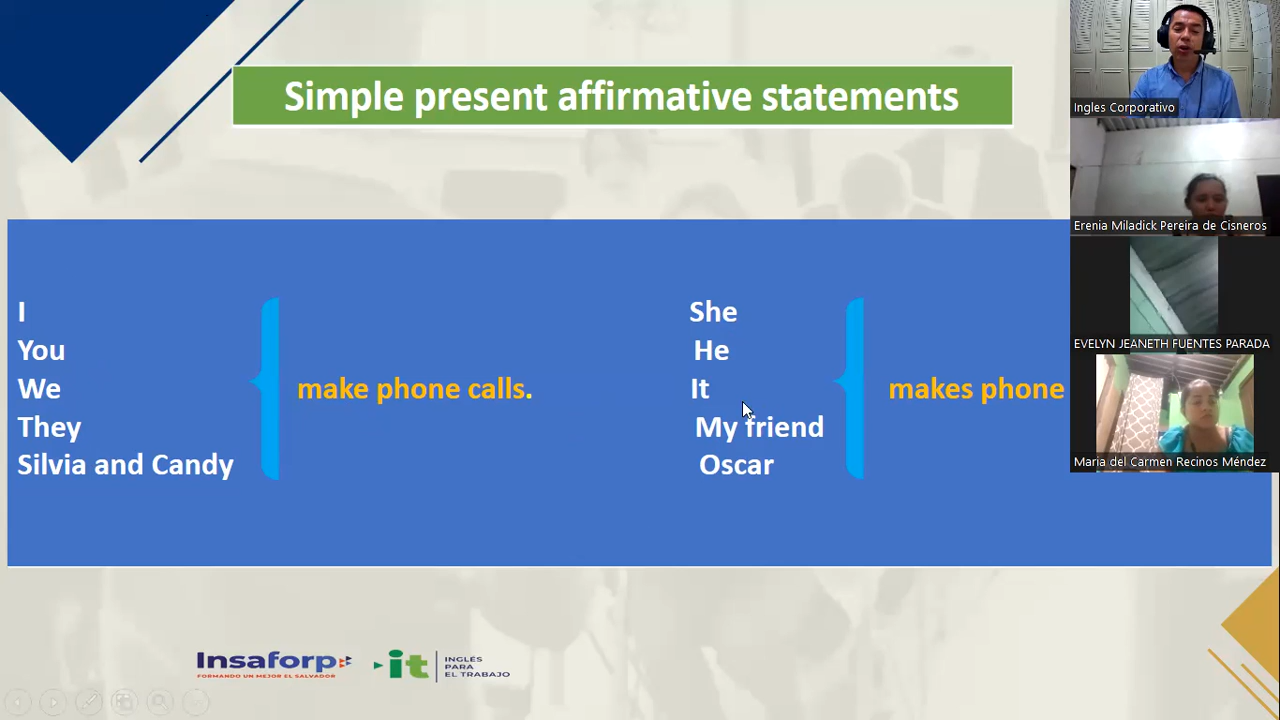 Simple present affirmative statements
I
You
We
They
Silvia and Candy
make phone calls.
She
He
It
My friend
Oscar
makes phone
Ingles Corporativo
Erenia Miladick Pereira de Cisneros
EVELYN JEANETH FUENTES PARADA
Maria del Carmen Recinos Méndez
Insaforp
FORMANDO UN MEJOR EL SALVADOR
it
INGLÉS
PARA
EL TRABAJO